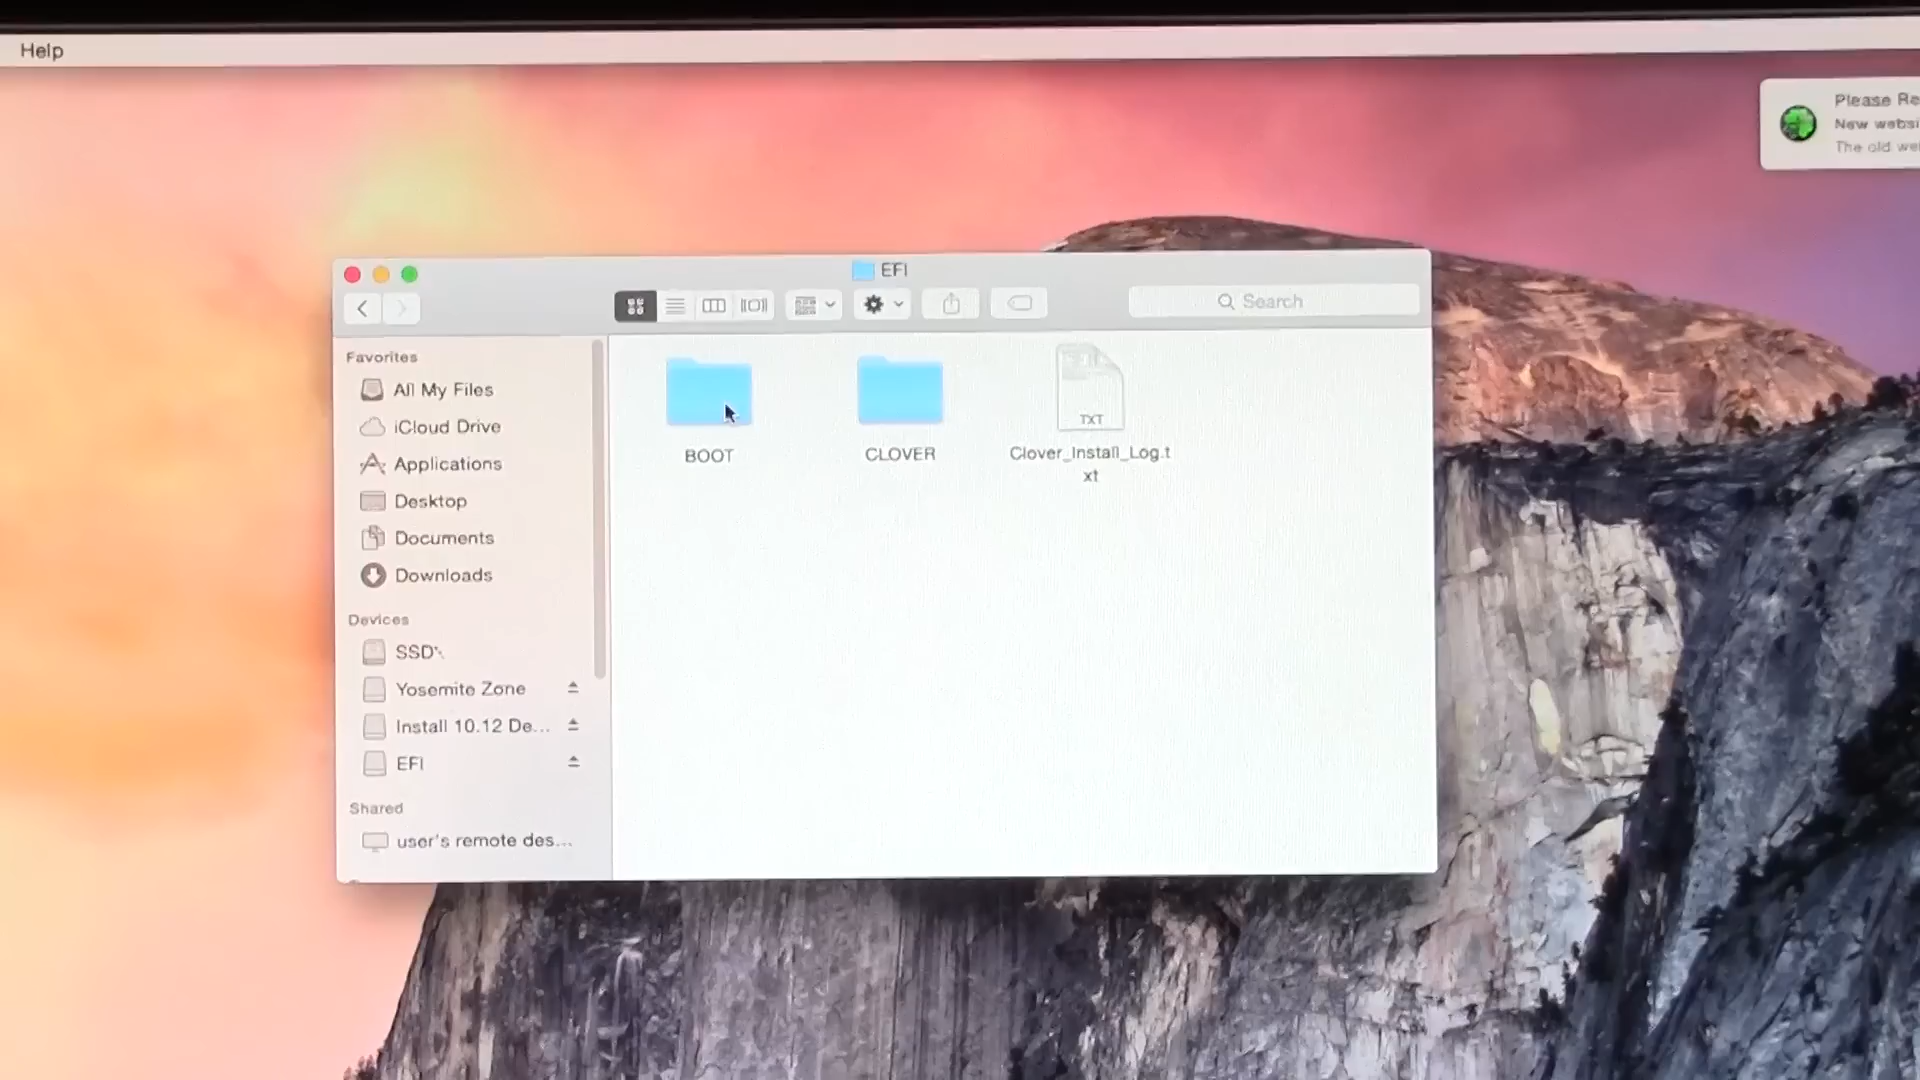 Help
Please Re
New websi
The old we
EFI
Search
Favorites
All My Files
iCloud Drive
Applications
Desktop
Documents
Downloads
Devices
SSD
Yosemite Zone
Install 10.12 De...
EFI
Shared
user's remote des...
BOOT
CLOVER
TXT
Clover_Install_Log.t
xt